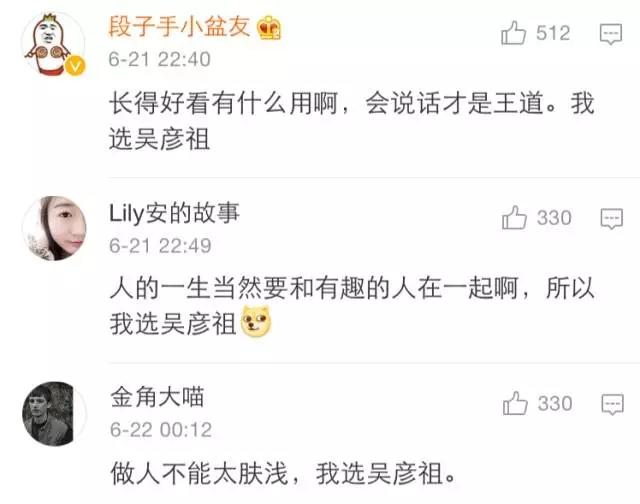 段子手小盆友
512
6-21 22:40
长得好看有什么用啊，会说话才是王道。我
选吴彦祖
Lily安的故事
330
6-21 22:49
人的一生当然要和有趣的人在一起啊，所以
我选吴彦祖
金角大喵
330
6-22 00:12
做人不能太肤浅，我选吴彦祖。